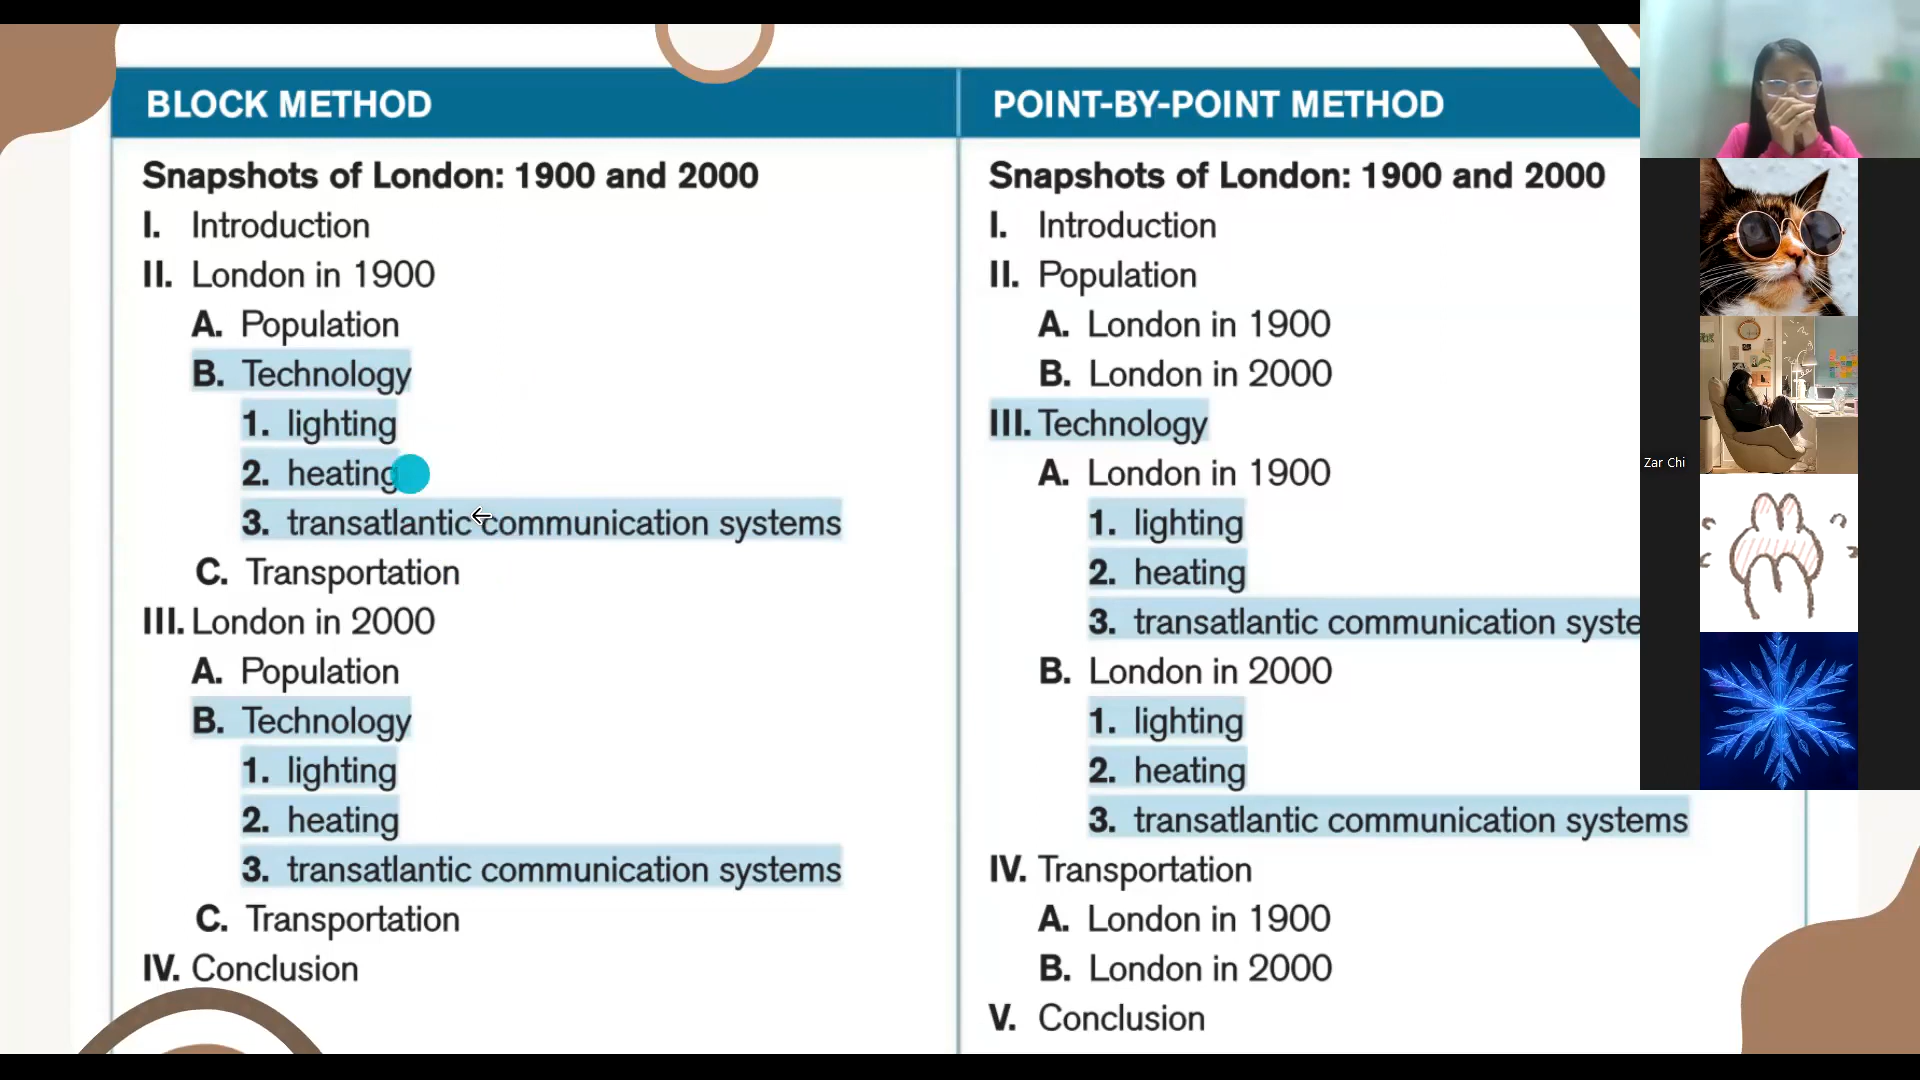 BLOCK METHOD
Snapshots of London: 1900 and 2000
I. Introduction
II. London in 1900
A. Population
B. Technology
1. lighting
2. heating
3. transatlantic communication systems
C. Transportation
III. London in 2000
A. Population
B. Technology
1. lighting
2. heating
3. transatlantic communication systems
C. Transportation
IV. Conclusion
POINT-BY-POINT METHOD
Snapshots of London: 1900 and 2000
I. Introduction
II. Population
A. London in 1900
B. London in 2000
III. Technology
A. London in 1900
1. lighting
2. heating
3. transatlantic communication syste
B. London in 2000
1. lighting
2. heating
3. transatlantic communication systems
IV. Transportation
A. London in 1900
B. London in 2000
V. Conclusion
Zar Chi